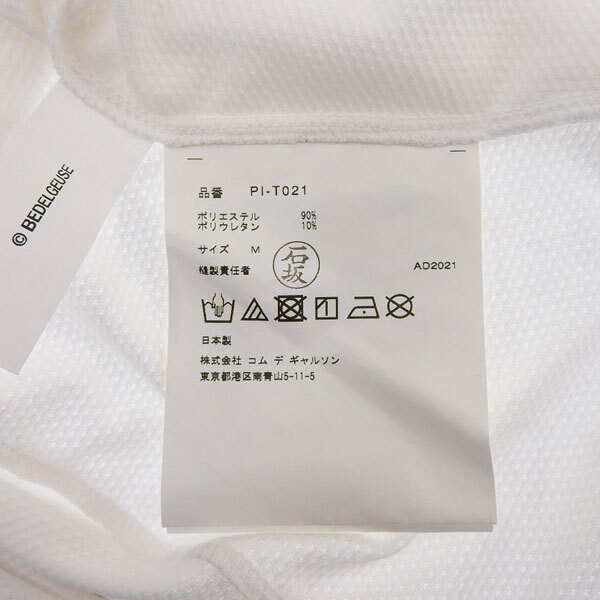 © BEDELGEUSE
品番 PI-T021
ポリエステル 90%
ポリウレタン 10%
サイズ M
縫製責任者 石坂 AD2021
日本製
株式会社 コム デ ギャルソン
東京都港区南青山5-11-5